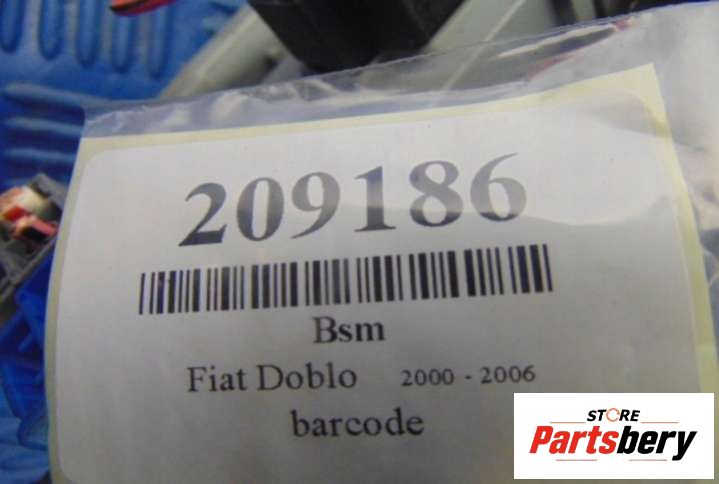 209186
Bsm
Fiat Doblo 2000 - 2006
barcode
STORE
Partsbery